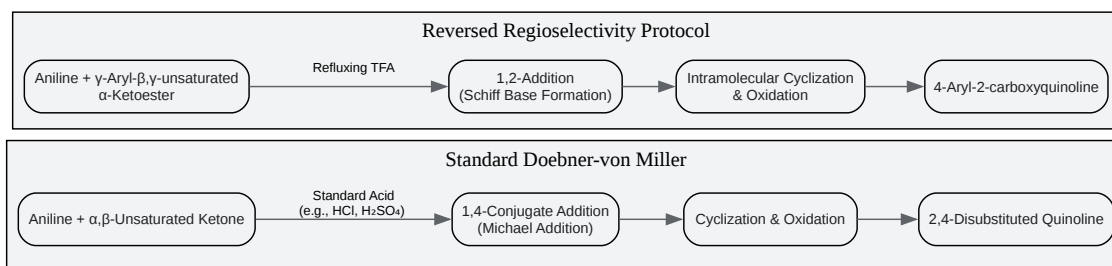 Reversed Regioselectivity Protocol
Aniline + γ-Aryl-β,γ-unsaturated
α-Ketoester
Refluxing TFA
1,2-Addition
(Schiff Base Formation)
Intramolecular Cyclization
& Oxidation
4-Aryl-2-carboxyquinoline
Standard Doebner-von Miller
Aniline + α,β-Unsaturated Ketone
Standard Acid
(e.g., HCl, H₂SO₄)
1,4-Conjugate Addition
(Michael Addition)
Cyclization & Oxidation
2,4-Disubstituted Quinoline